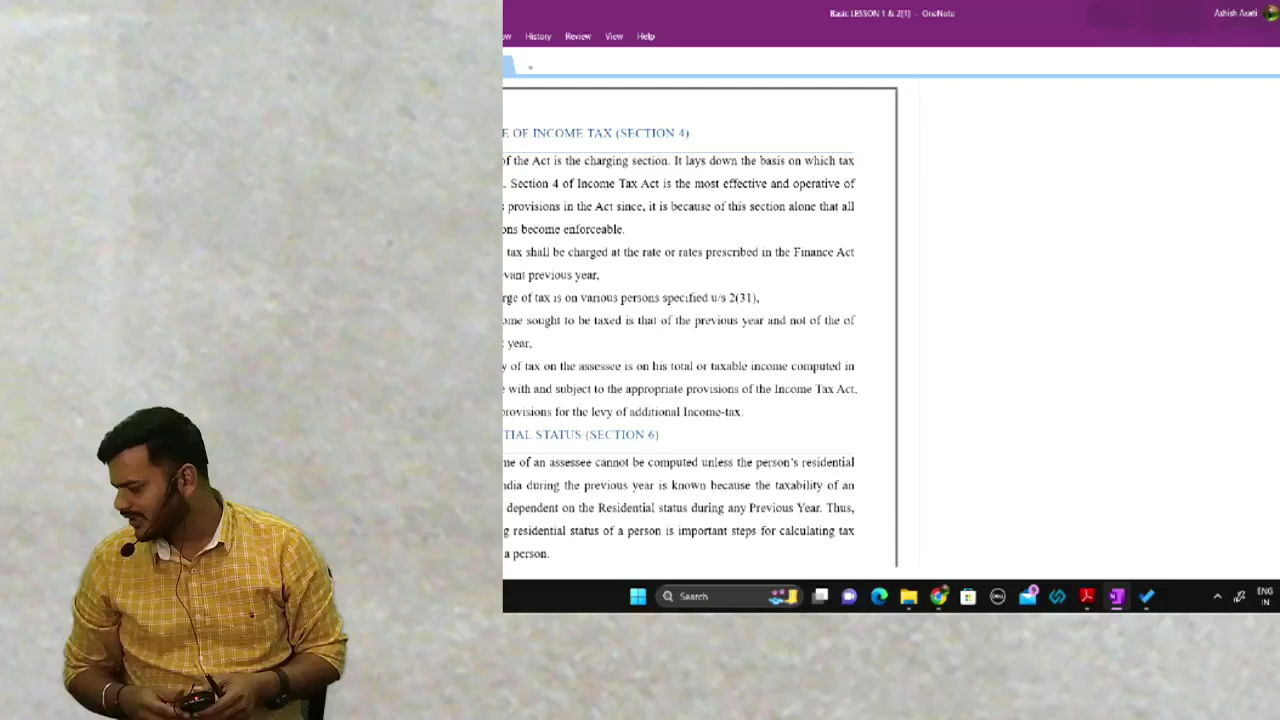 Basic LESSON 1 & 2[1] - OneNote
Ashish Asati
History Review View Help
E OF INCOME TAX (SECTION 4)
of the Act is the charging section. It lays down the basis on which tax
. Section 4 of Income Tax Act is the most effective and operative of
provisions in the Act since, it is because of this section alone that all
ons become enforceable.
tax shall be charged at the rate or rates prescribed in the Finance Act
vant previous year,
rge of tax is on various persons specified u/s 2(31),
ome sought to be taxed is that of the previous year and not of the of
year,
y of tax on the assessee is on his total or taxable income computed in
with and subject to the appropriate provisions of the Income Tax Act,
provisions for the levy of additional Income-tax.
TIAL STATUS (SECTION 6)
me of an assessee cannot be computed unless the person's residential
ndia during the previous year is known because the taxability of an
dependent on the Residential status during any Previous Year. Thus,
g residential status of a person is important steps for calculating tax
a person.
Search
DELL
ENG
IN